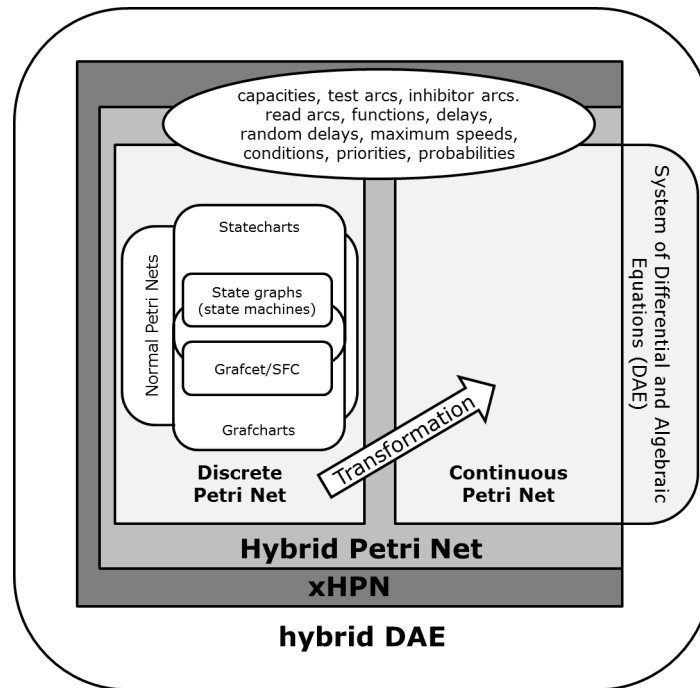 capacities, test arcs, inhibitor arcs.
read arcs, functions, delays,
random delays, maximum speeds,
conditions, priorities, probabilities
Normal Petri Nets
Statecharts
State graphs
(state machines)
Grafcet/SFC
Grafcharts
Transformation
System of Differential and Algebraic
Equations (DAE)
Discrete
Petri Net
Continuous
Petri Net
Hybrid Petri Net
xHPN
hybrid DAE